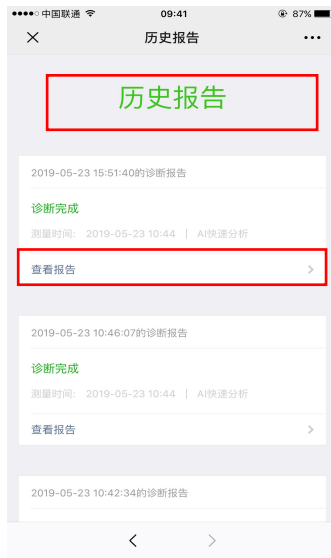 中国联通 09:41 87%
历史报告
历史报告
2019-05-23 15:51:40的诊断报告
诊断完成
测量时间: 2019-05-23 10:44 | AI快速分析
查看报告
2019-05-23 10:46:07的诊断报告
诊断完成
测量时间: 2019-05-23 10:44 | AI快速分析
查看报告
2019-05-23 10:42:34的诊断报告